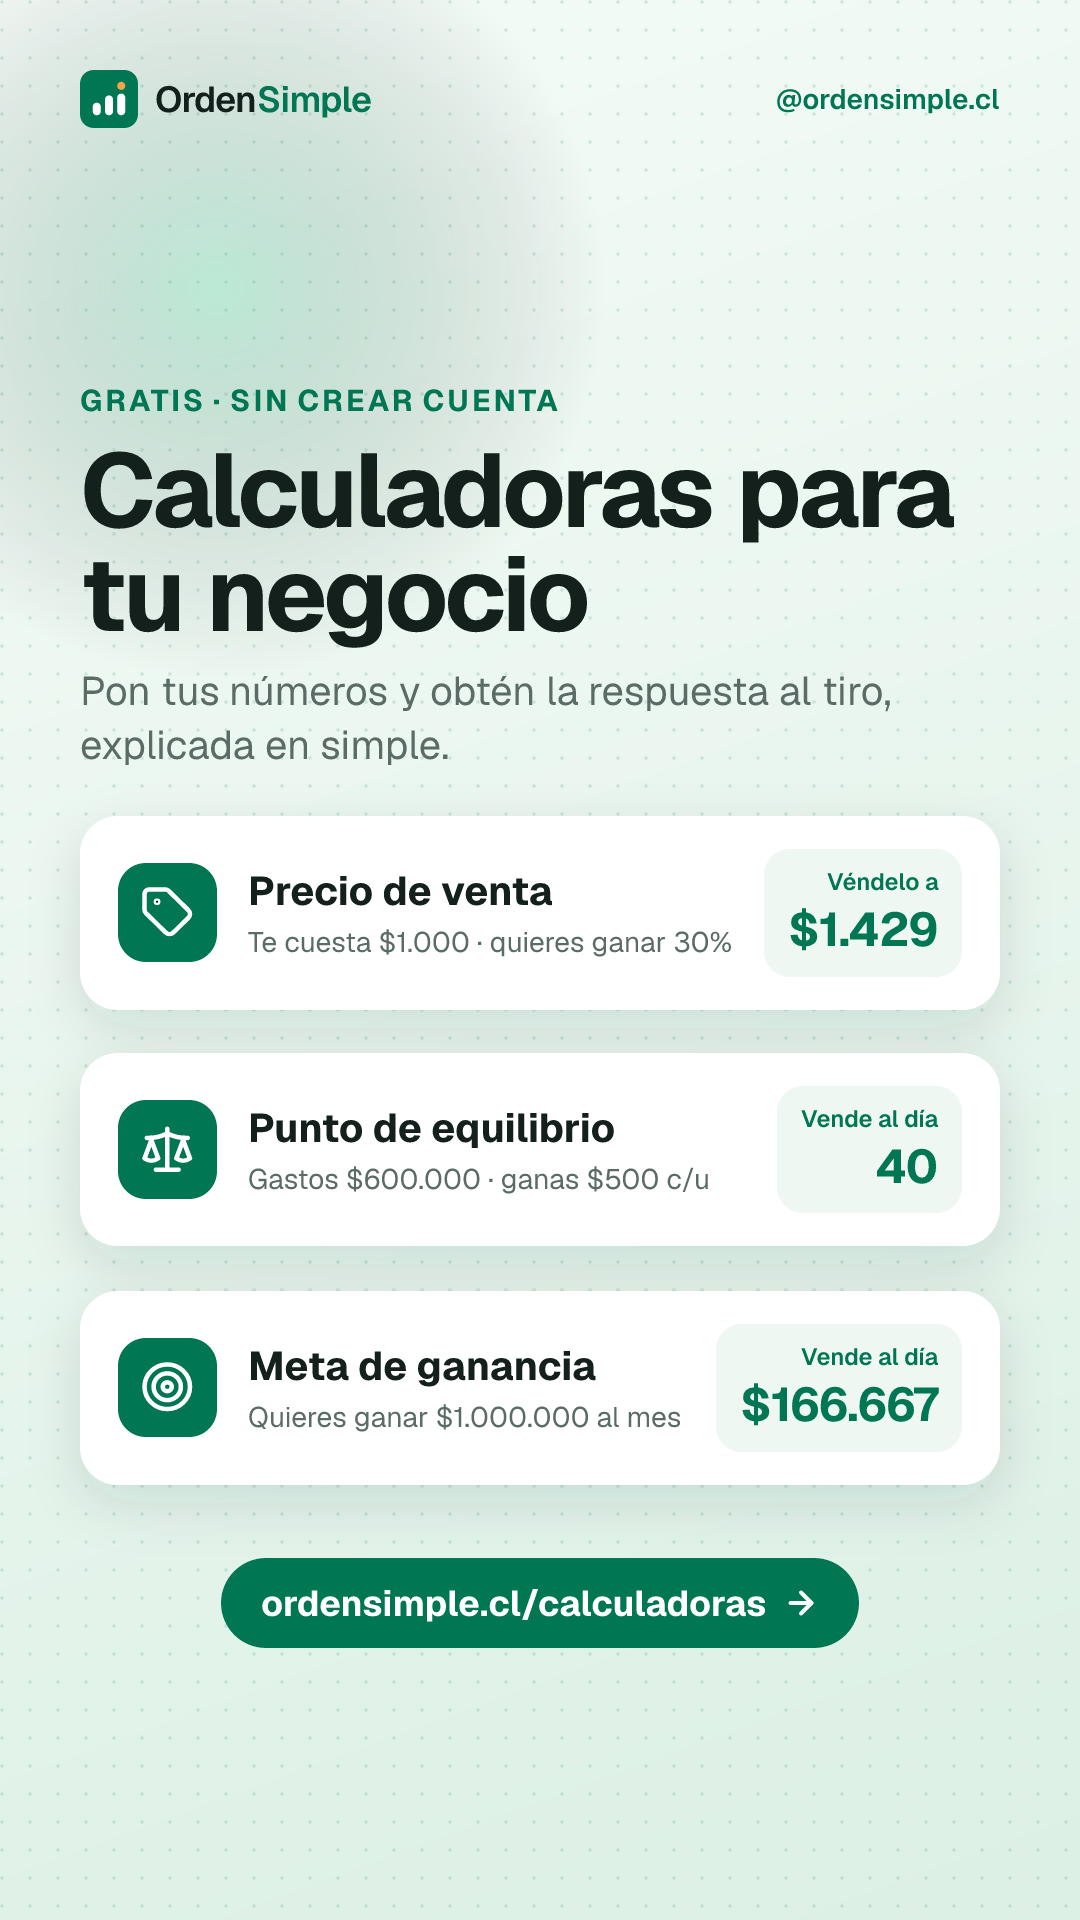 OrdenSimple
@ordensimple.cl
GRATIS · SIN CREAR CUENTA
Calculadoras para
tu negocio
Pon tus números y obtén la respuesta al tiro,
explicada en simple.
Precio de venta
Te cuesta $1.000 · quieres ganar 30%
Véndelo a
$1.429
Punto de equilibrio
Gastos $600.000 · ganas $500 c/u
Vende al día
40
Meta de ganancia
Quieres ganar $1.000.000 al mes
Vende al día
$166.667
ordensimple.cl/calculadoras →